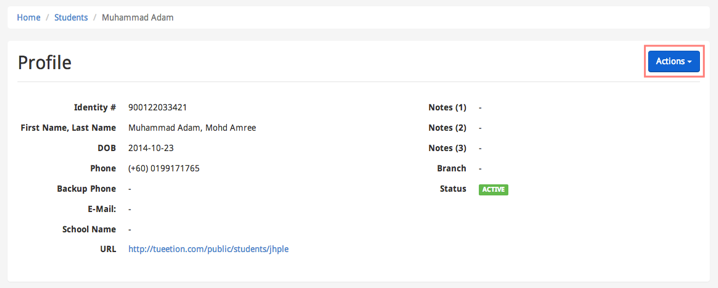 Home / Students / Muhammad Adam
Profile
Actions
Identity # 900122033421
First Name, Last Name Muhammad Adam, Mohd Amree
DOB 2014-10-23
Phone (+60) 0199171765
Backup Phone -
E-Mail: -
School Name -
URL http://tueetion.com/public/students/jhple
Notes (1) -
Notes (2) -
Notes (3) -
Branch -
Status ACTIVE